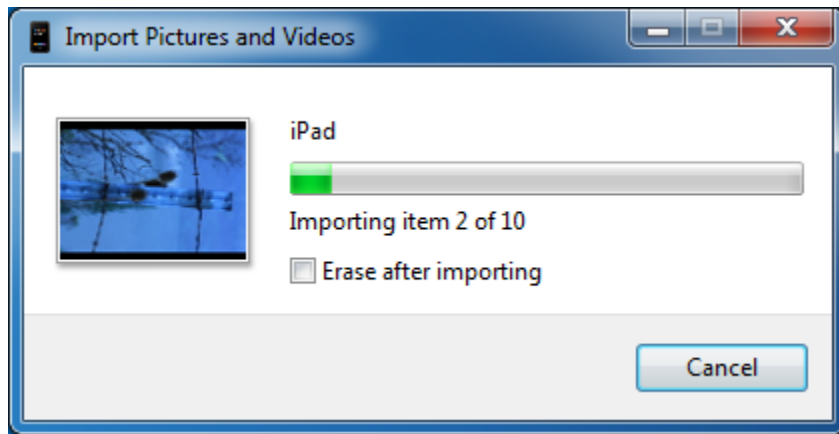 Import Pictures and Videos
iPad
Importing item 2 of 10
Erase after importing
Cancel